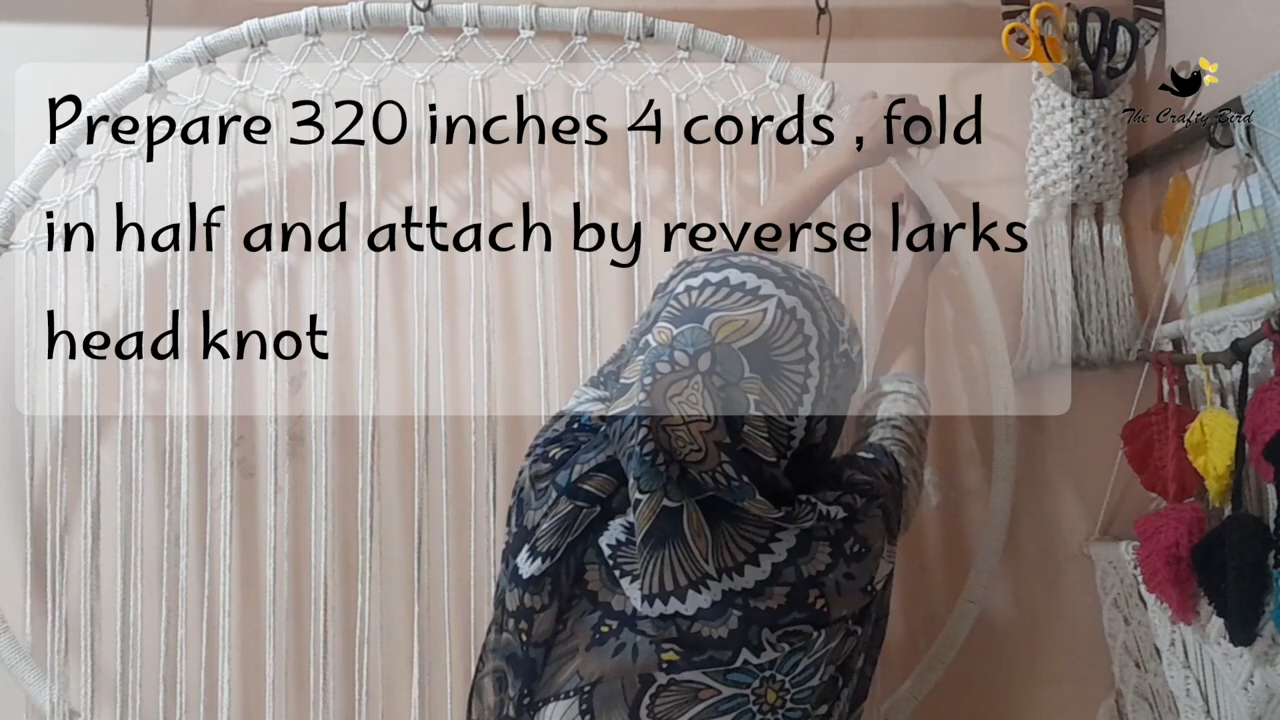 Prepare 320 inches 4 cords , fold
in half and attach by reverse larks
head knot
The Crafty Bird